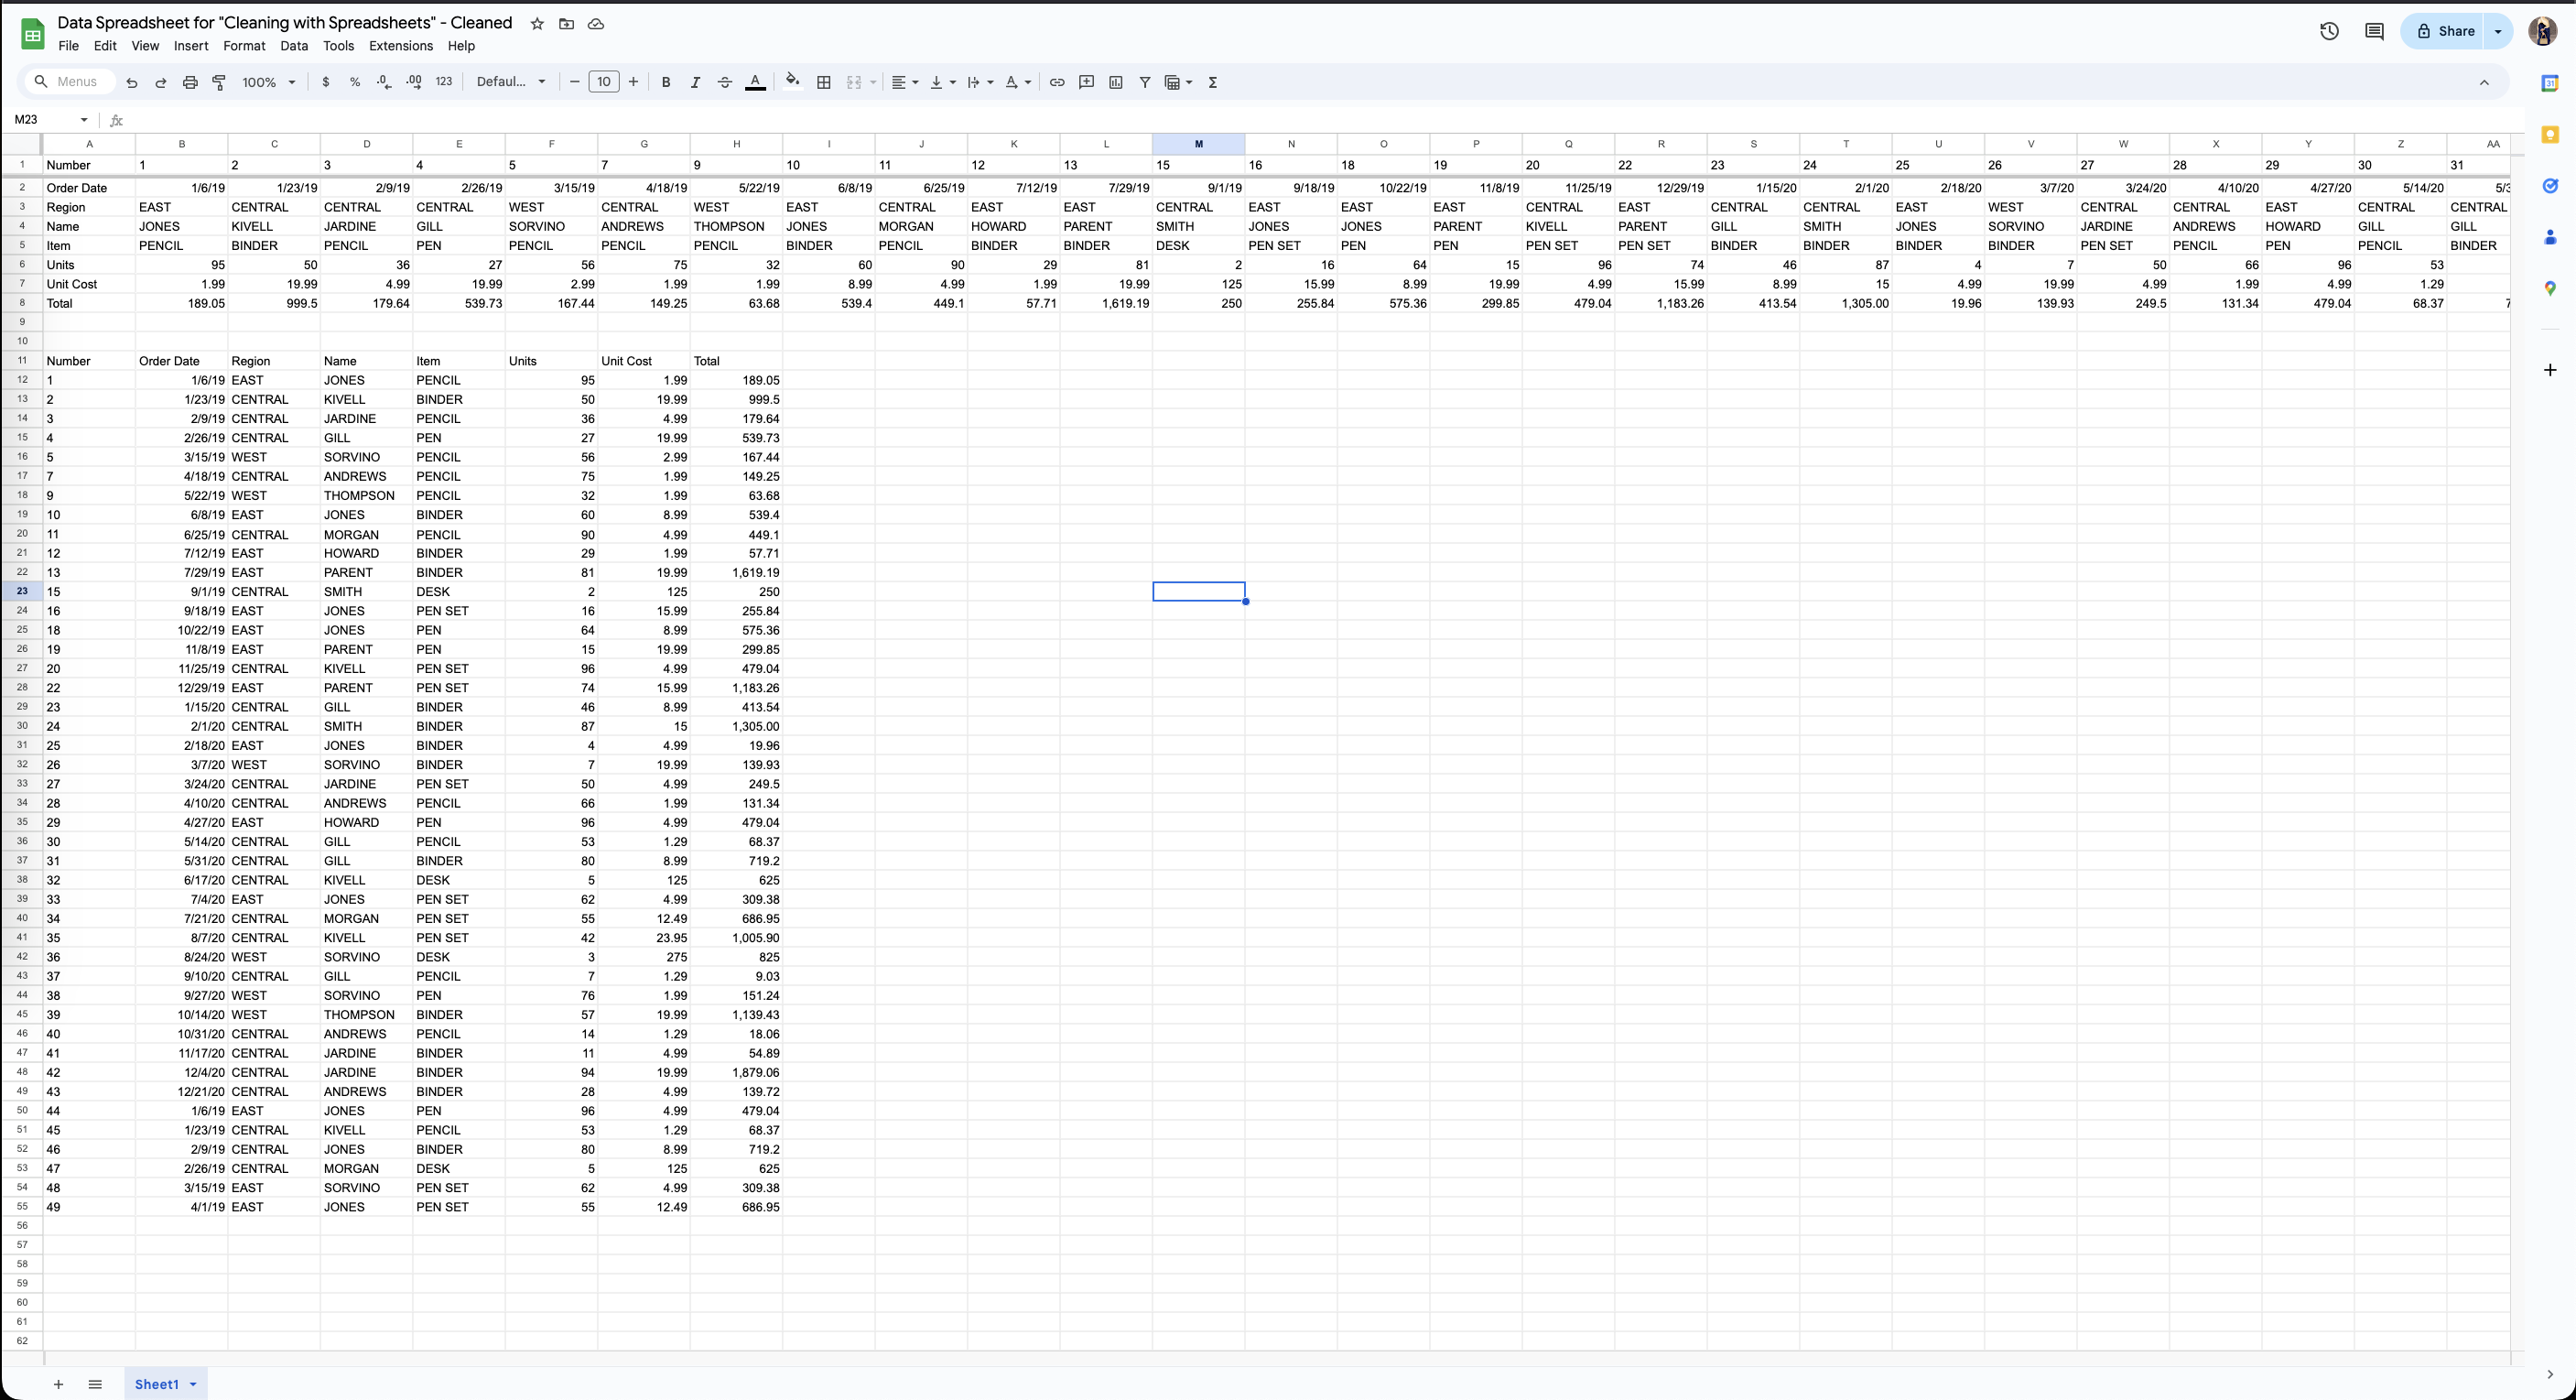 Data Spreadsheet for "Cleaning with Spreadsheets" - Cleaned
File Edit View Insert Format Data Tools Extensions Help
Share
Menus 100% $ % .0 .00 123 Defaul... 10 B I A
M23 fx
A B C D E F G H I J K L M N O P Q R S T U V W X Y Z AA
1 Number 1 2 3 4 5 7 9 10 11 12 13 15 16 18 19 20 22 23 24 25 26 27 28 29 30 31
2 Order Date 1/6/19 1/23/19 2/9/19 2/26/19 3/15/19 4/18/19 5/22/19 6/8/19 6/25/19 7/12/19 7/29/19 9/1/19 9/18/19 10/22/19 11/8/19 11/25/19 12/29/19 1/15/20 2/1/20 2/18/20 3/7/20 3/24/20 4/10/20 4/27/20 5/14/20
3 Region EAST CENTRAL CENTRAL CENTRAL WEST CENTRAL WEST EAST CENTRAL EAST EAST CENTRAL EAST EAST EAST CENTRAL EAST CENTRAL CENTRAL EAST WEST CENTRAL CENTRAL EAST CENTRAL CENTRAL
4 Name JONES KIVELL JARDINE GILL SORVINO ANDREWS THOMPSON JONES MORGAN HOWARD PARENT SMITH JONES JONES PARENT KIVELL PARENT GILL SMITH JONES SORVINO JARDINE ANDREWS HOWARD GILL GILL
5 Item PENCIL BINDER PENCIL PEN PENCIL PENCIL PENCIL BINDER PENCIL BINDER BINDER DESK PEN SET PEN PEN PEN SET PEN SET BINDER BINDER BINDER BINDER PEN SET PENCIL PEN PENCIL BINDER
6 Units 95 50 36 27 56 75 32 60 90 29 81 2 16 64 15 96 74 46 87 4 7 50 66 96 53
7 Unit Cost 1.99 19.99 4.99 19.99 2.99 1.99 1.99 8.99 4.99 1.99 19.99 125 15.99 8.99 19.99 4.99 15.99 8.99 15 4.99 19.99 4.99 1.99 4.99 1.29
8 Total 189.05 999.5 179.64 539.73 167.44 149.25 63.68 539.4 449.1 57.71 1,619.19 250 255.84 575.36 299.85 479.04 1,183.26 413.54 1,305.00 19.96 139.93 249.5 131.34 479.04 68.37
9
10
11 Number Order Date Region Name Item Units Unit Cost Total
12 1 1/6/19 EAST JONES PENCIL 95 1.99 189.05
13 2 1/23/19 CENTRAL KIVELL BINDER 50 19.99 999.5
14 3 2/9/19 CENTRAL JARDINE PENCIL 36 4.99 179.64
15 4 2/26/19 CENTRAL GILL PEN 27 19.99 539.73
16 5 3/15/19 WEST SORVINO PENCIL 56 2.99 167.44
17 7 4/18/19 CENTRAL ANDREWS PENCIL 75 1.99 149.25
18 9 5/22/19 WEST THOMPSON PENCIL 32 1.99 63.68
19 10 6/8/19 EAST JONES BINDER 60 8.99 539.4
20 11 6/25/19 CENTRAL MORGAN PENCIL 90 4.99 449.1
21 12 7/12/19 EAST HOWARD BINDER 29 1.99 57.71
22 13 7/29/19 EAST PARENT BINDER 81 19.99 1,619.19
23 15 9/1/19 CENTRAL SMITH DESK 2 125 250
24 16 9/18/19 EAST JONES PEN SET 16 15.99 255.84
25 18 10/22/19 EAST JONES PEN 64 8.99 575.36
26 19 11/8/19 EAST PARENT PEN 15 19.99 299.85
27 20 11/25/19 CENTRAL KIVELL PEN SET 96 4.99 479.04
28 22 12/29/19 EAST PARENT PEN SET 74 15.99 1,183.26
29 23 1/15/20 CENTRAL GILL BINDER 46 8.99 413.54
30 24 2/1/20 CENTRAL SMITH BINDER 87 15 1,305.00
31 25 2/18/20 EAST JONES BINDER 4 4.99 19.96
32 26 3/7/20 WEST SORVINO BINDER 7 19.99 139.93
33 27 3/24/20 CENTRAL JARDINE PEN SET 50 4.99 249.5
34 28 4/10/20 CENTRAL ANDREWS PENCIL 66 1.99 131.34
35 29 4/27/20 EAST HOWARD PEN 96 4.99 479.04
36 30 5/14/20 CENTRAL GILL PENCIL 53 1.29 68.37
37 31 5/31/20 CENTRAL GILL BINDER 80 8.99 719.2
38 32 6/17/20 CENTRAL KIVELL DESK 5 125 625
39 33 7/4/20 EAST JONES PEN SET 62 4.99 309.38
40 34 7/21/20 CENTRAL MORGAN PEN SET 55 12.49 686.95
41 35 8/7/20 CENTRAL KIVELL PEN SET 42 23.95 1,005.90
42 36 8/24/20 WEST SORVINO DESK 3 275 825
43 37 9/10/20 CENTRAL GILL PENCIL 7 1.29 9.03
44 38 9/27/20 WEST SORVINO PEN 76 1.99 151.24
45 39 10/14/20 WEST THOMPSON BINDER 57 19.99 1,139.43
46 40 10/31/20 CENTRAL ANDREWS PENCIL 14 1.29 18.06
47 41 11/17/20 CENTRAL JARDINE BINDER 11 4.99 54.89
48 42 12/4/20 CENTRAL JARDINE BINDER 94 19.99 1,879.06
49 43 12/21/20 CENTRAL ANDREWS BINDER 28 4.99 139.72
50 44 1/6/19 EAST JONES PEN 96 4.99 479.04
51 45 1/23/19 CENTRAL KIVELL PENCIL 53 1.29 68.37
52 46 2/9/19 CENTRAL JONES BINDER 80 8.99 719.2
53 47 2/26/19 CENTRAL MORGAN DESK 5 125 625
54 48 3/15/19 EAST SORVINO PEN SET 62 4.99 309.38
55 49 4/1/19 EAST JONES PEN SET 55 12.49 686.95
56
57
58
59
60
61
62
Sheet1